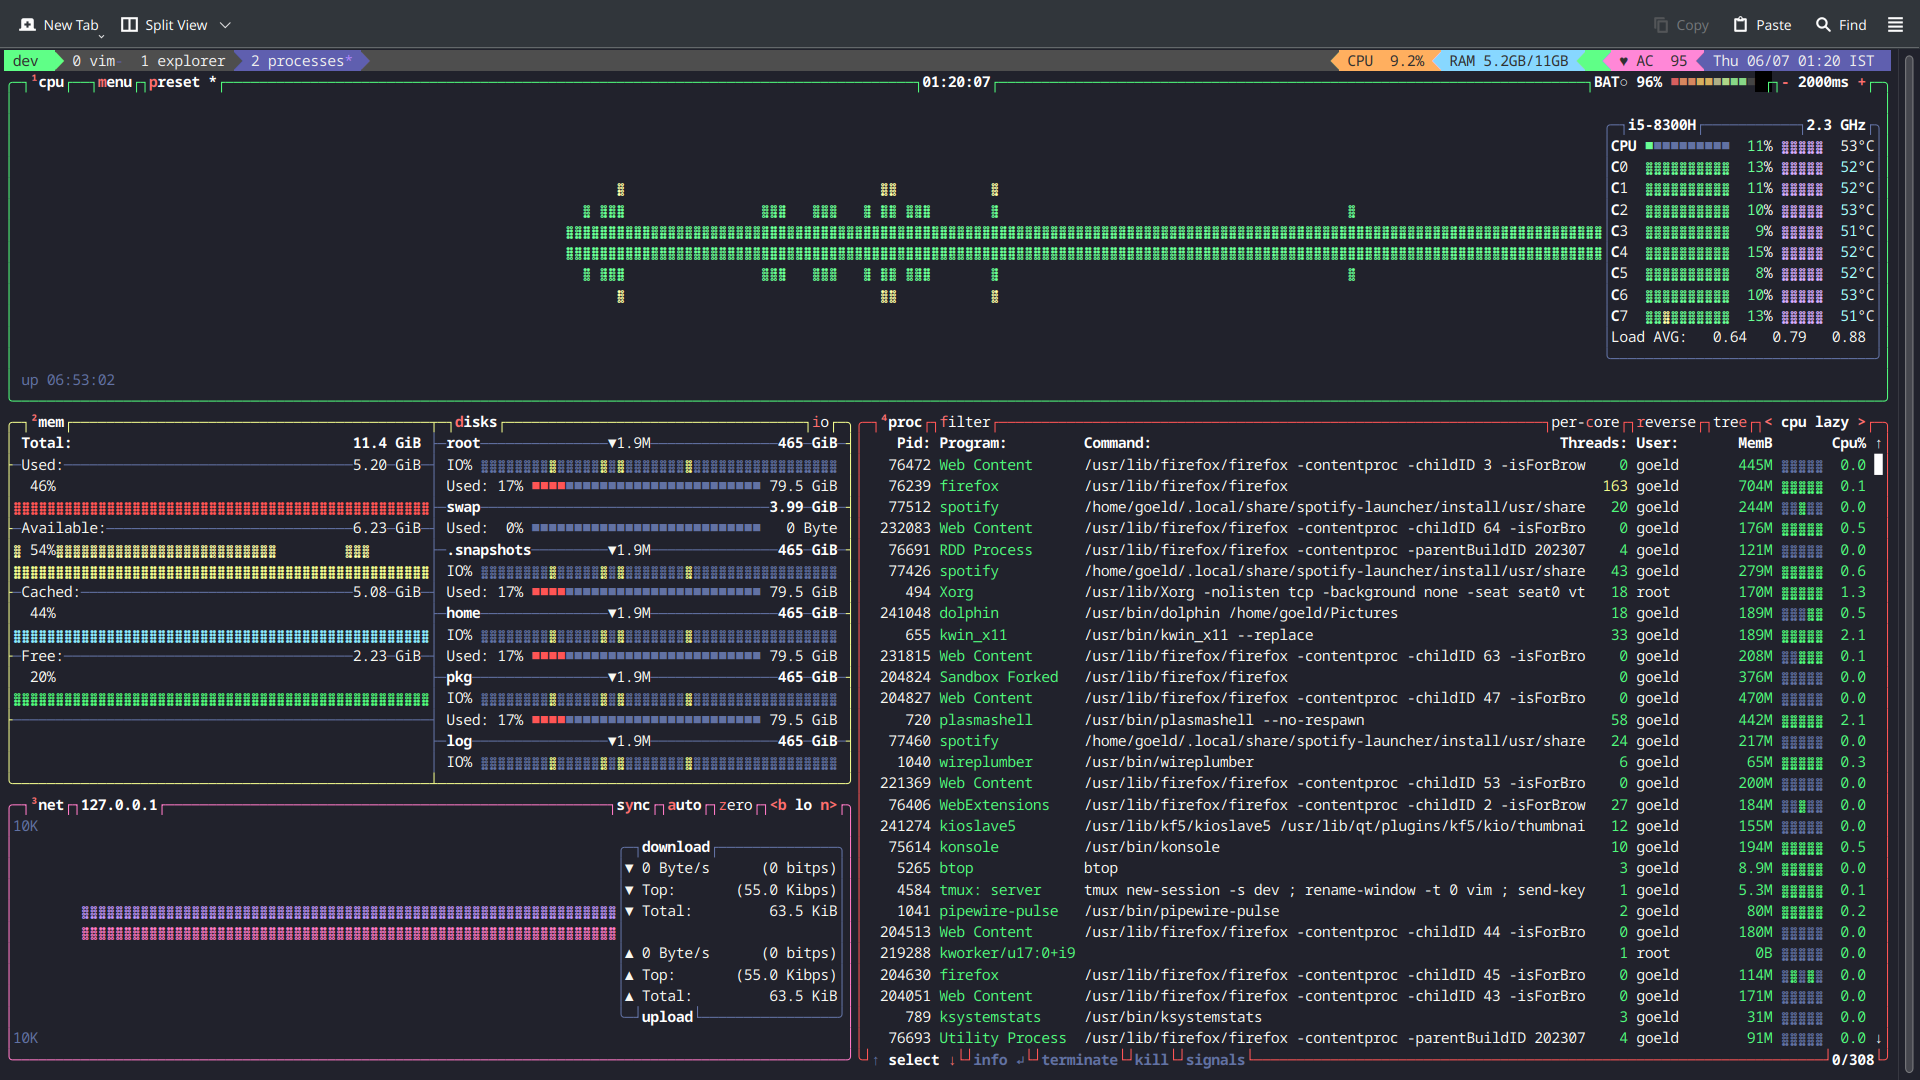 New Tab Split View Copy Paste Find
dev 0 vim- 1 explorer 2 processes* CPU 9.2% RAM 5.2GB/11GB ♥ AC 95 Thu 06/07 01:20 IST
¹cpu menu preset * 01:20:07 BAT○ 96% - 2000ms +
i5-8300H 2.3 GHz
CPU 11% 53°C
C0 13% 52°C
C1 11% 52°C
C2 10% 53°C
C3 9% 51°C
C4 15% 52°C
C5 8% 52°C
C6 10% 53°C
C7 13% 51°C
Load AVG: 0.64 0.79 0.88
up 06:53:02
²mem
Total: 11.4 GiB
Used: 5.20 GiB
46%
Available: 6.23 GiB
54%
Cached: 5.08 GiB
44%
Free: 2.23 GiB
20%
disks io
root ▼1.9M 465 GiB
IO%
Used: 17% 79.5 GiB
swap 3.99 GiB
Used: 0% 0 Byte
.snapshots ▼1.9M 465 GiB
IO%
Used: 17% 79.5 GiB
home ▼1.9M 465 GiB
IO%
Used: 17% 79.5 GiB
pkg ▼1.9M 465 GiB
IO%
Used: 17% 79.5 GiB
log ▼1.9M 465 GiB
IO%
³net 127.0.0.1 sync auto zero <b lo n>
10K
download
▼ 0 Byte/s (0 bitps)
▼ Top: (55.0 Kibps)
▼ Total: 63.5 KiB
▲ 0 Byte/s (0 bitps)
▲ Top: (55.0 Kibps)
▲ Total: 63.5 KiB
upload
10K
⁴proc filter per-core reverse tree < cpu lazy >
Pid: Program: Command: Threads: User: MemB Cpu% ↑
76472 Web Content /usr/lib/firefox/firefox -contentproc -childID 3 -isForBrow 0 goeld 445M 0.0
76239 firefox /usr/lib/firefox/firefox 163 goeld 704M 0.1
77512 spotify /home/goeld/.local/share/spotify-launcher/install/usr/share 20 goeld 244M 0.0
232083 Web Content /usr/lib/firefox/firefox -contentproc -childID 64 -isForBro 0 goeld 176M 0.5
76691 RDD Process /usr/lib/firefox/firefox -contentproc -parentBuildID 202307 4 goeld 121M 0.0
77426 spotify /home/goeld/.local/share/spotify-launcher/install/usr/share 43 goeld 279M 0.6
494 Xorg /usr/lib/Xorg -nolisten tcp -background none -seat seat0 vt 18 root 170M 1.3
241048 dolphin /usr/bin/dolphin /home/goeld/Pictures 18 goeld 189M 0.5
655 kwin_x11 /usr/bin/kwin_x11 --replace 33 goeld 189M 2.1
231815 Web Content /usr/lib/firefox/firefox -contentproc -childID 63 -isForBro 0 goeld 208M 0.1
204824 Sandbox Forked /usr/lib/firefox/firefox 0 goeld 376M 0.0
204827 Web Content /usr/lib/firefox/firefox -contentproc -childID 47 -isForBro 0 goeld 470M 0.0
720 plasmashell /usr/bin/plasmashell --no-respawn 58 goeld 442M 2.1
77460 spotify /home/goeld/.local/share/spotify-launcher/install/usr/share 24 goeld 217M 0.0
1040 wireplumber /usr/bin/wireplumber 6 goeld 65M 0.3
221369 Web Content /usr/lib/firefox/firefox -contentproc -childID 53 -isForBro 0 goeld 200M 0.0
76406 WebExtensions /usr/lib/firefox/firefox -contentproc -childID 2 -isForBrow 27 goeld 184M 0.0
241274 kioslave5 /usr/lib/kf5/kioslave5 /usr/lib/qt/plugins/kf5/kio/thumbnai 12 goeld 155M 0.0
75614 konsole /usr/bin/konsole 10 goeld 194M 0.5
5265 btop btop 3 goeld 8.9M 0.0
4584 tmux: server tmux new-session -s dev ; rename-window -t 0 vim ; send-key 1 goeld 5.3M 0.1
1041 pipewire-pulse /usr/bin/pipewire-pulse 2 goeld 80M 0.2
204513 Web Content /usr/lib/firefox/firefox -contentproc -childID 44 -isForBro 0 goeld 180M 0.0
219288 kworker/u17:0+i9 1 root 0B 0.0
204630 firefox /usr/lib/firefox/firefox -contentproc -childID 45 -isForBro 0 goeld 114M 0.0
204051 Web Content /usr/lib/firefox/firefox -contentproc -childID 43 -isForBro 0 goeld 171M 0.0
789 ksystemstats /usr/bin/ksystemstats 3 goeld 31M 0.0
76693 Utility Process /usr/lib/firefox/firefox -contentproc -parentBuildID 202307 4 goeld 91M 0.0 ↓
↑ select ↓ info ↲ terminate kill signals 0/308